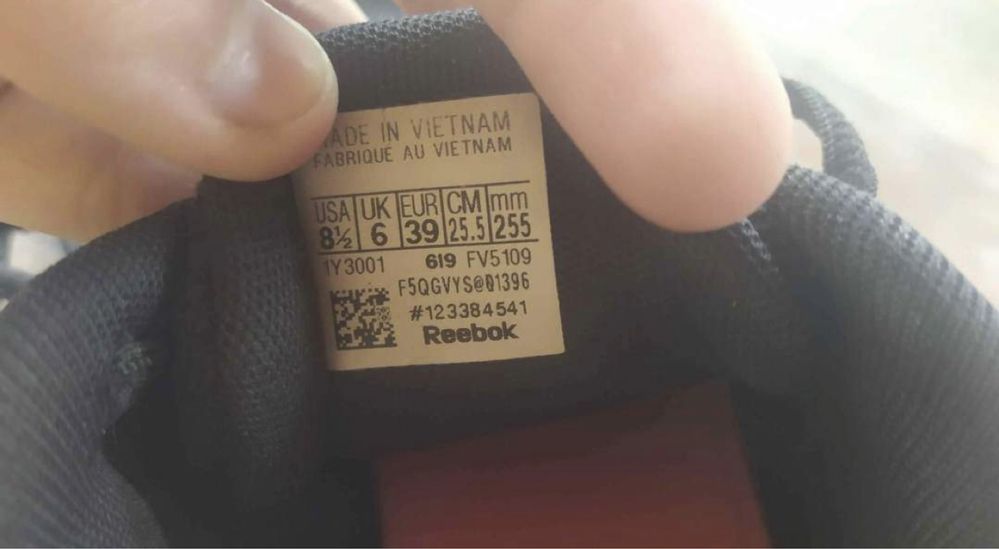 MADE IN VIETNAM
FABRIQUE AU VIETNAM
USA UK EUR CM mm
8½ 6 39 25.5 255
1Y3001 619 FV5109
F5QGVYS@01396
#123384541
Reebok